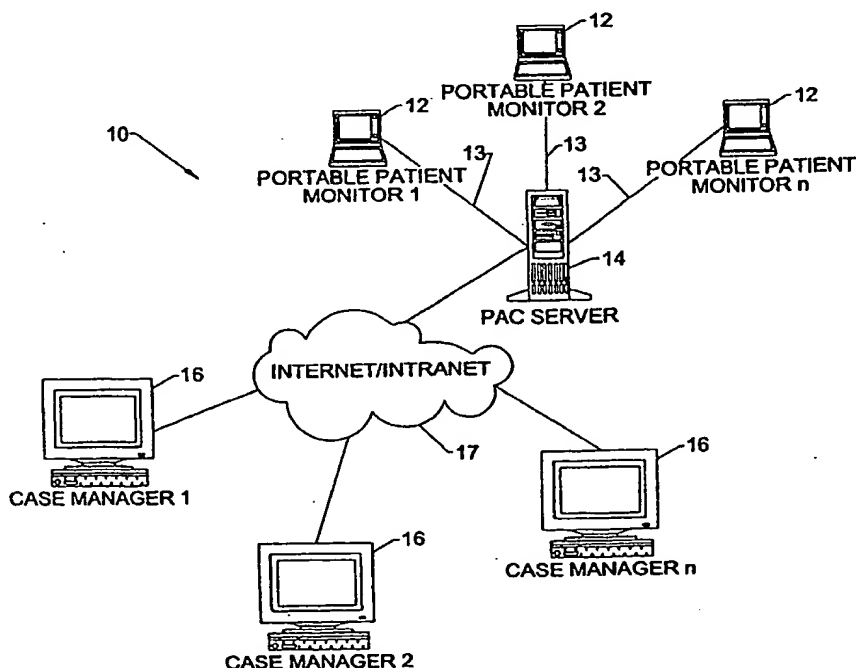 12
PORTABLE PATIENT
MONITOR 2
12
12
10
13
13
PORTABLE PATIENT
MONITOR 1
PORTABLE PATIENT
MONITOR n
13
14
PAC SERVER
INTERNET/INTRANET
16
17
CASE MANAGER 1
16
CASE MANAGER n
16
CASE MANAGER 2